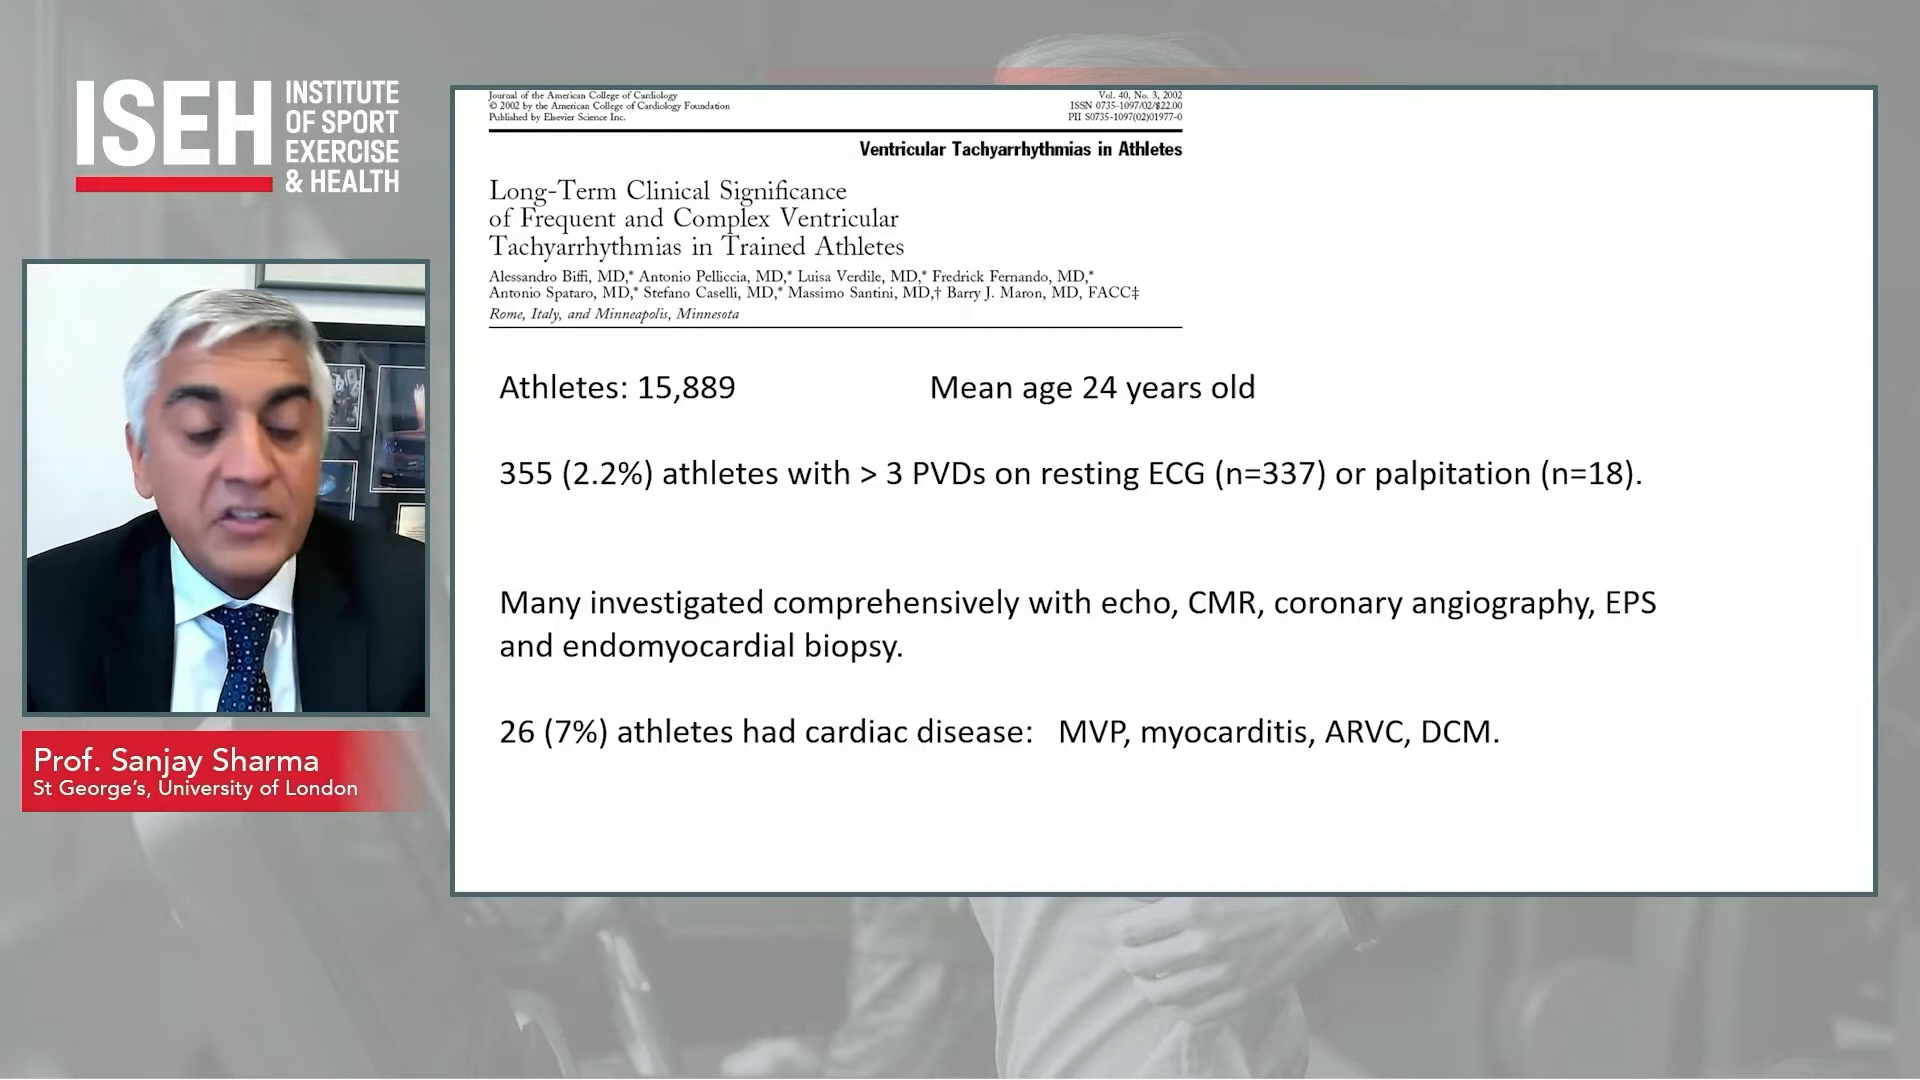 ISEH
INSTITUTE
OF SPORT
EXERCISE
& HEALTH
Journal of the American College of Cardiology
© 2002 by the American College of Cardiology Foundation
Published by Elsevier Science Inc.
Vol. 40, No. 3, 2002
ISSN 0735-1097/02/$22.00
PII S0735-1097(02)01977-0
Ventricular Tachyarrhythmias in Athletes
Long-Term Clinical Significance
of Frequent and Complex Ventricular
Tachyarrhythmias in Trained Athletes
Alessandro Biffi, MD,* Antonio Pelliccia, MD,* Luisa Verdile, MD,* Fredrick Fernando, MD,*
Antonio Spataro, MD,* Stefano Caselli, MD,* Massimo Santini, MD,† Barry J. Maron, MD, FACC‡
Rome, Italy, and Minneapolis, Minnesota
Athletes: 15,889 Mean age 24 years old
355 (2.2%) athletes with > 3 PVDs on resting ECG (n=337) or palpitation (n=18).
Many investigated comprehensively with echo, CMR, coronary angiography, EPS
and endomyocardial biopsy.
26 (7%) athletes had cardiac disease: MVP, myocarditis, ARVC, DCM.
Prof. Sanjay Sharma
St George's, University of London